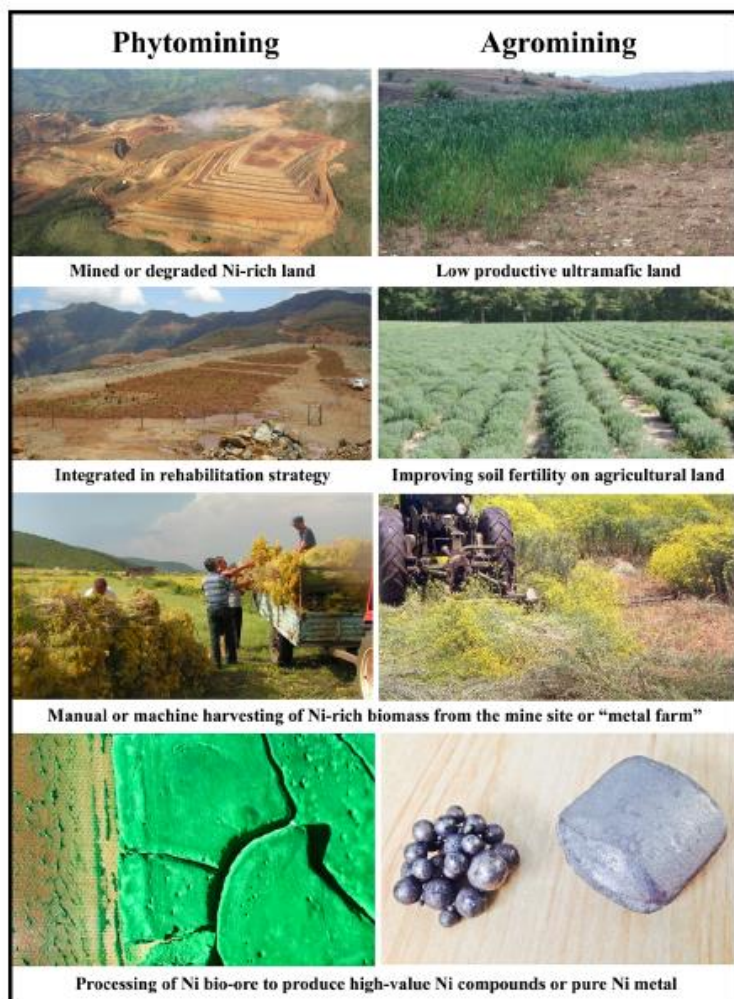 Phytomining
Agromining
Mined or degraded Ni-rich land
Low productive ultramafic land
Integrated in rehabilitation strategy
Improving soil fertility on agricultural land
Manual or machine harvesting of Ni-rich biomass from the mine site or “metal farm”
Processing of Ni bio-ore to produce high-value Ni compounds or pure Ni metal